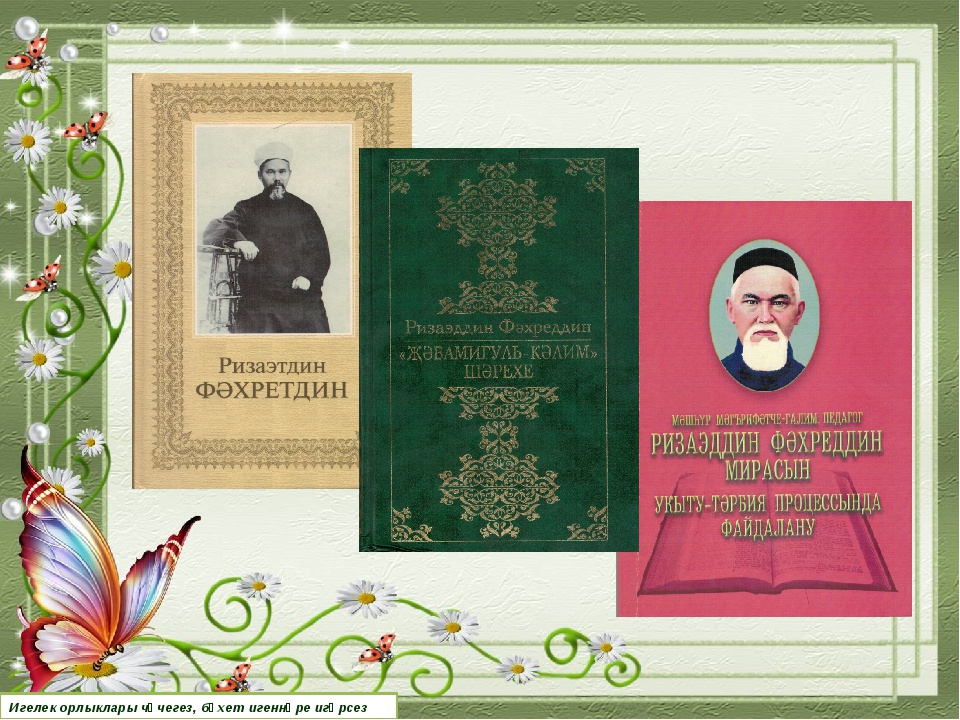 Ризаэтдин
ФӘХРЕТДИН
Ризаэддин Фәхреддин
«ҖӘВАМИГУЛЬ КӘЛИМ»
ШӘРЕХЕ
МӘШҺҮР МӘГЪРИФӘТЧЕ-ГАЛИМ, ПЕДАГОГ
РИЗАЭДДИН ФӘХРЕДДИН
МИРАСЫН
УКЫТУ-ТӘРБИЯ ПРОЦЕССЫНДА
ФАЙДАЛАНУ
Игелек орлыклары чәчегез, бәхет игеннәре игәрсез